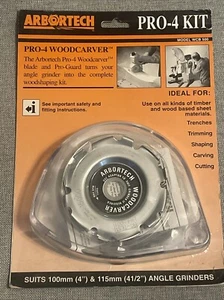 ARBORTECH
PRO-4 KIT
MODEL WCB 500
PRO-4 WOODCARVER™
The Arbortech Pro-4 Woodcarver™
blade and Pro-Guard turns your
angle grinder into the complete
woodshaping kit.
See important safety and
fitting instructions.
IDEAL FOR:
Use on all kinds of timber
and wood based sheet
materials.
Trenches
Trimming
Shaping
Carving
Cutting
ARBORTECH
WOODCARVER
SUITS 100mm (4") & 115mm (41/2") ANGLE GRINDERS